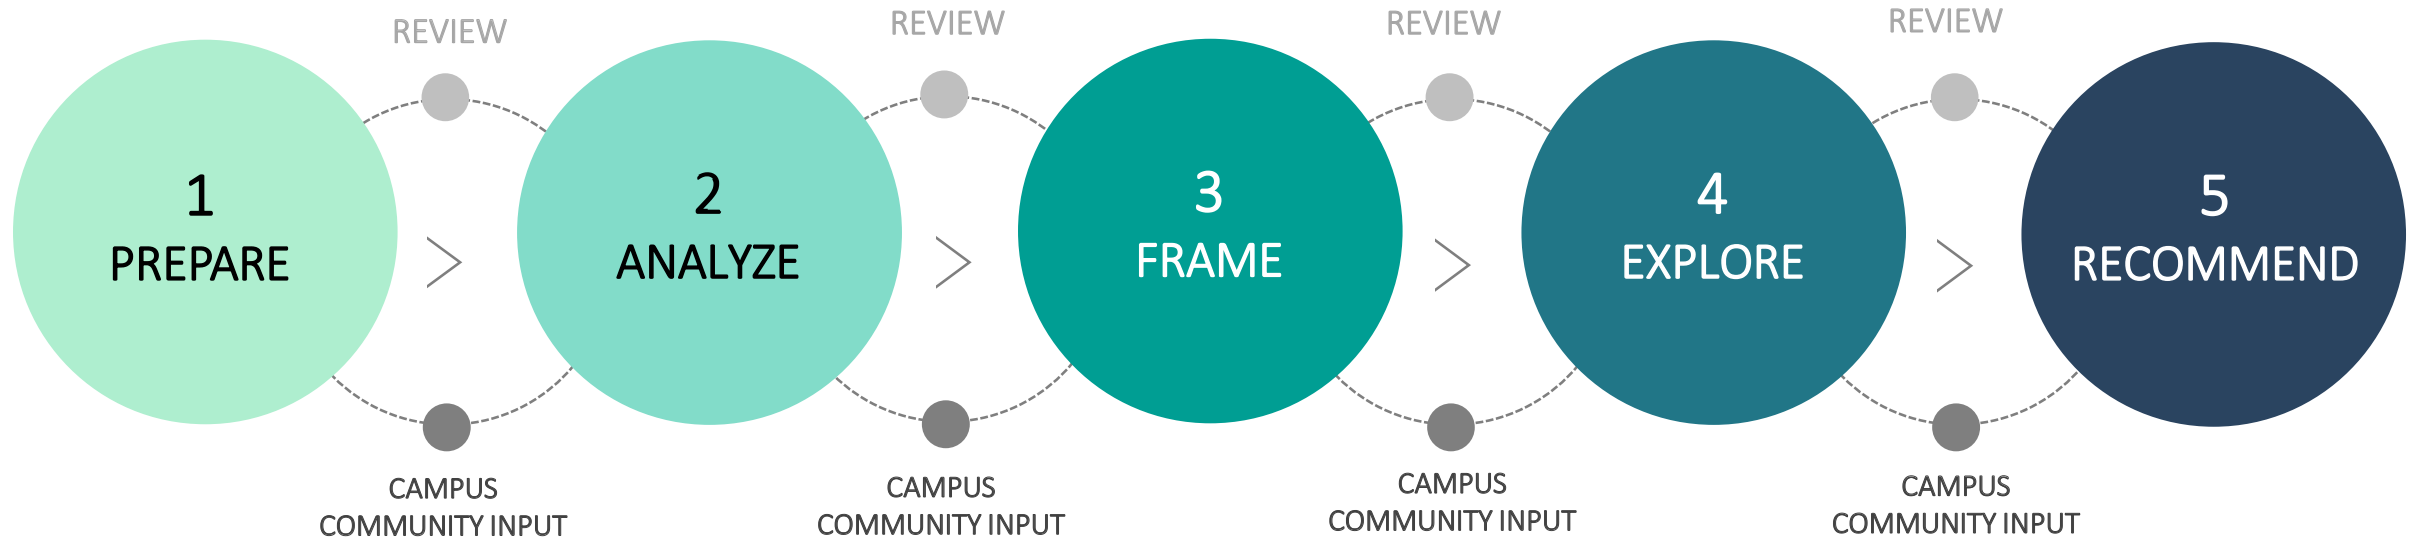 REVIEW
REVIEW
REVIEW
REVIEW
1
PREPARE
2
ANALYZE
3
FRAME
4
EXPLORE
5
RECOMMEND
CAMPUS
COMMUNITY INPUT
CAMPUS
COMMUNITY INPUT
CAMPUS
COMMUNITY INPUT
CAMPUS
COMMUNITY INPUT